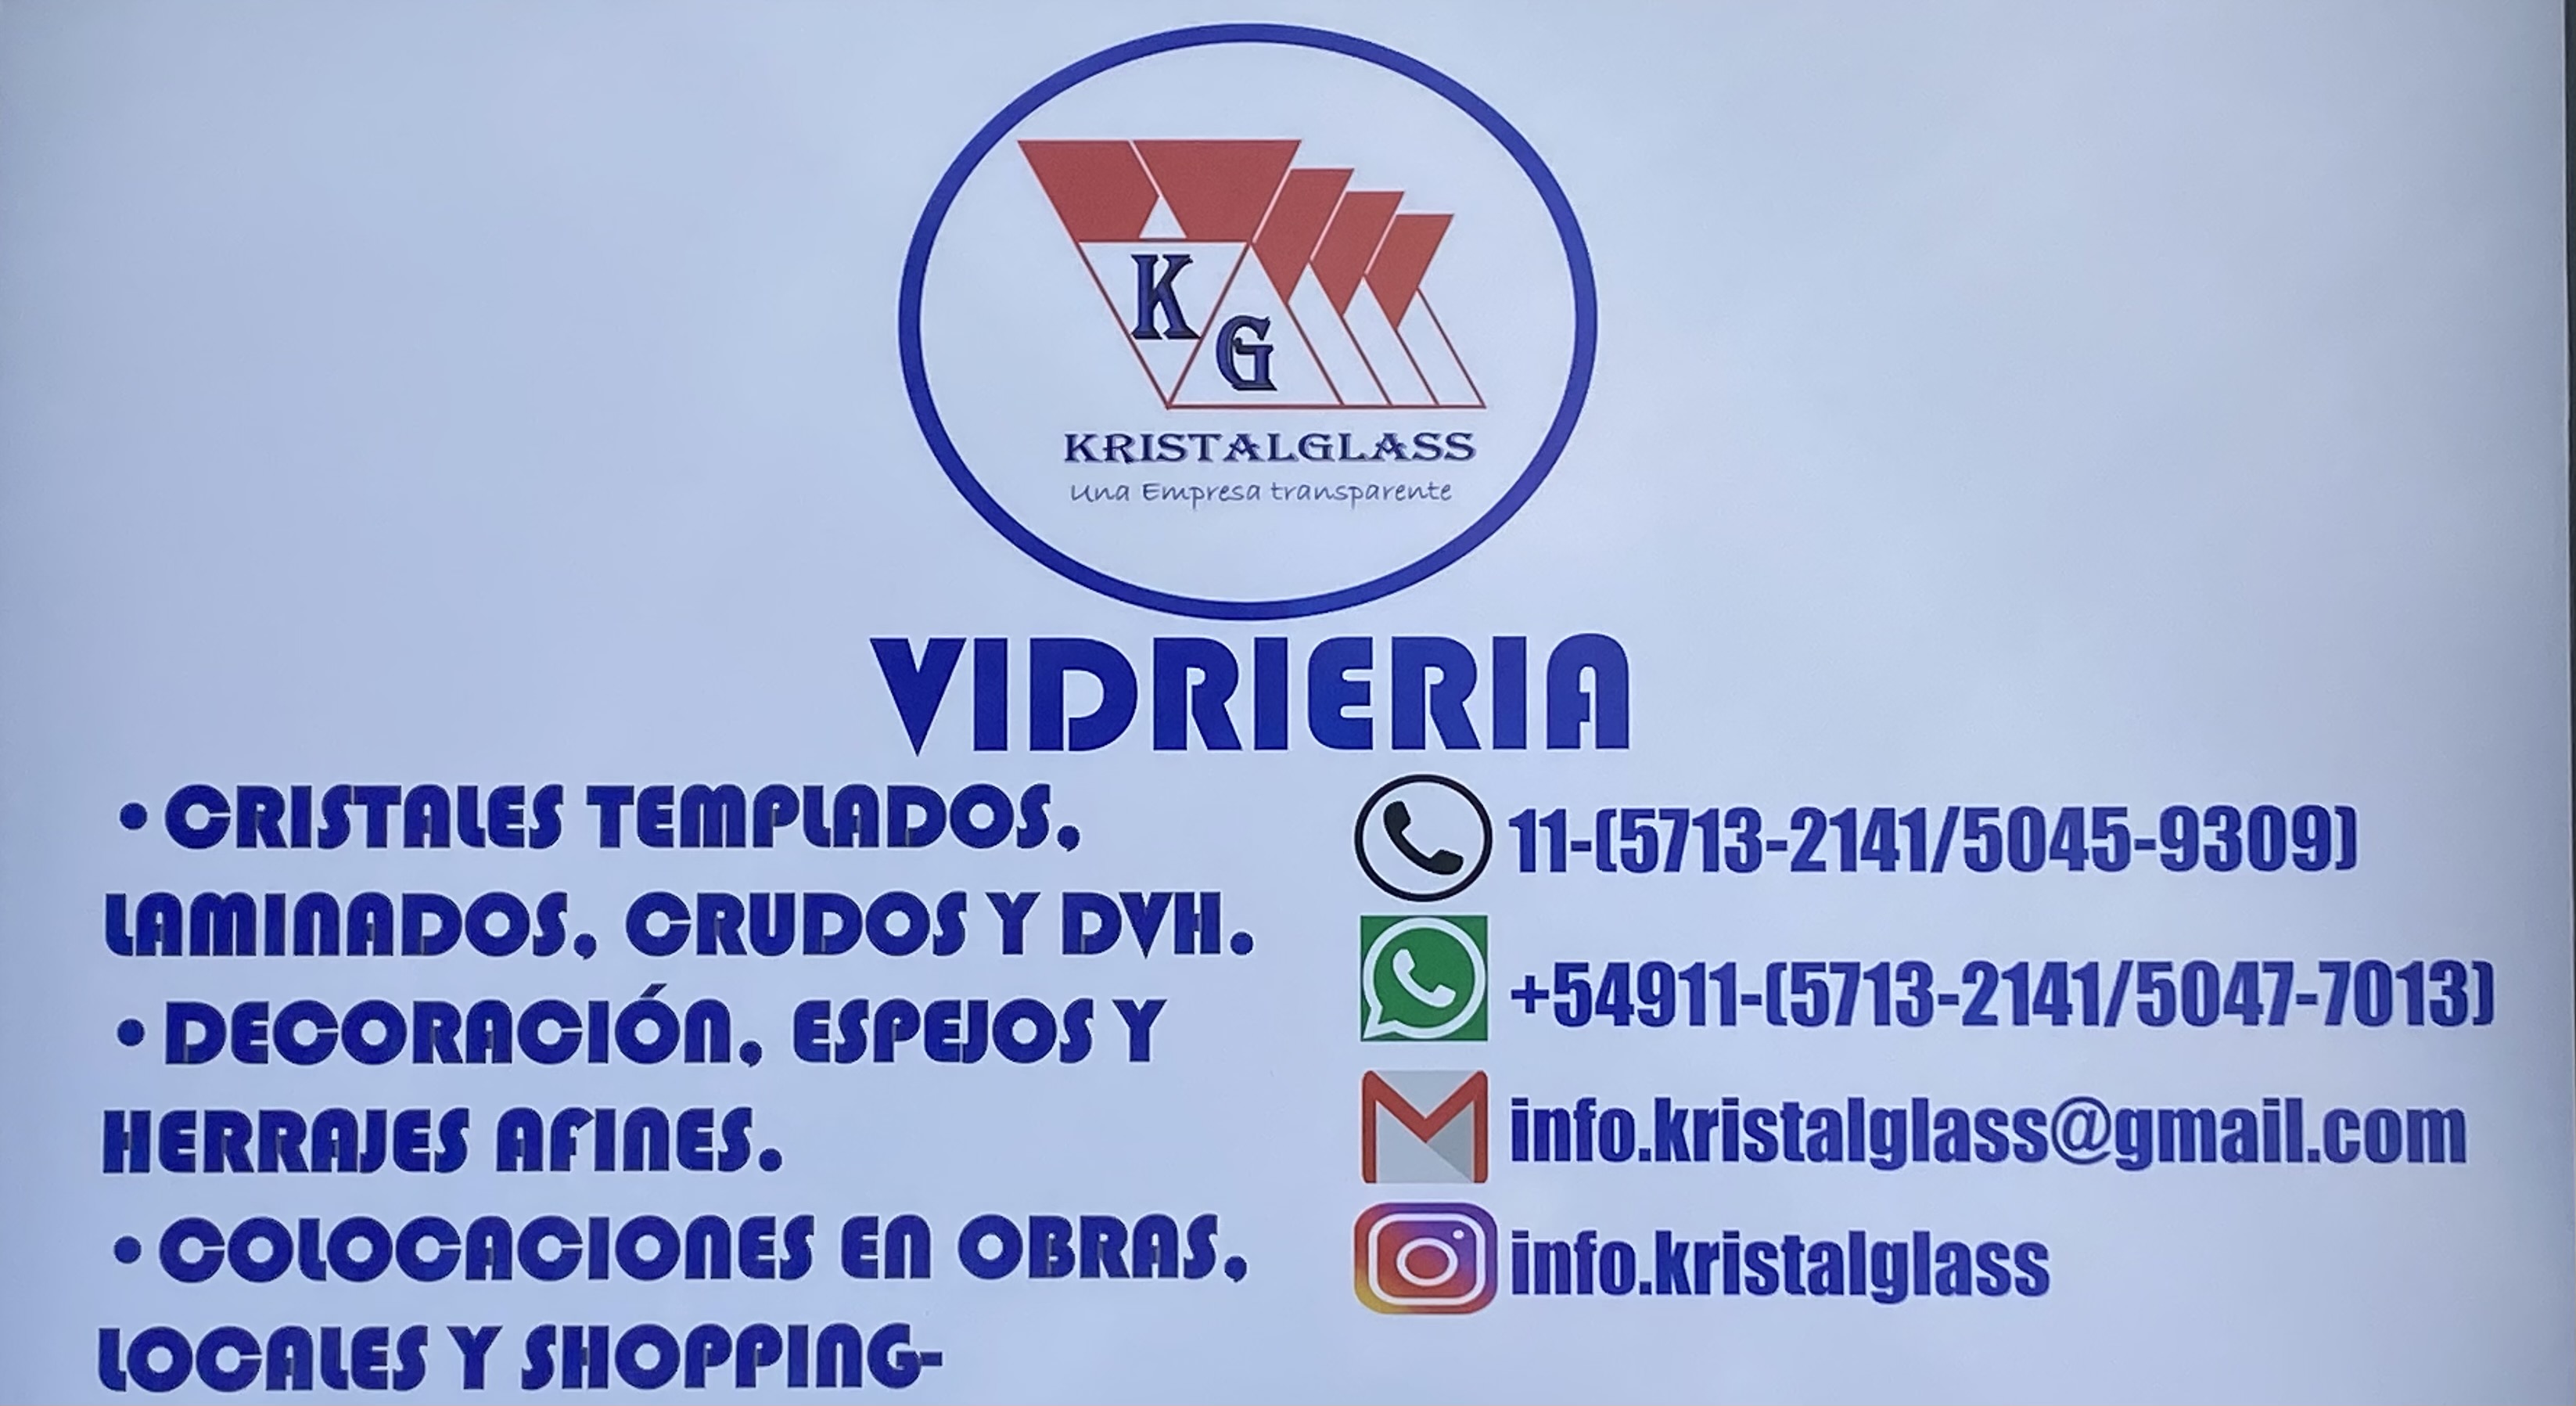 KG
KRISTALGLASS
Una Empresa transparente
VIDRIERIA
• CRISTALES TEMPLADOS,
LAMINADOS, CRUDOS Y DVH.
• DECORACIÓN, ESPEJOS Y
HERRAJES AFINES.
• COLOCACIONES EN OBRAS,
LOCALES Y SHOPPING-
11-(5713-2141/5045-9309)
+54911-(5713-2141/5047-7013)
info.kristalglass@gmail.com
info.kristalglass